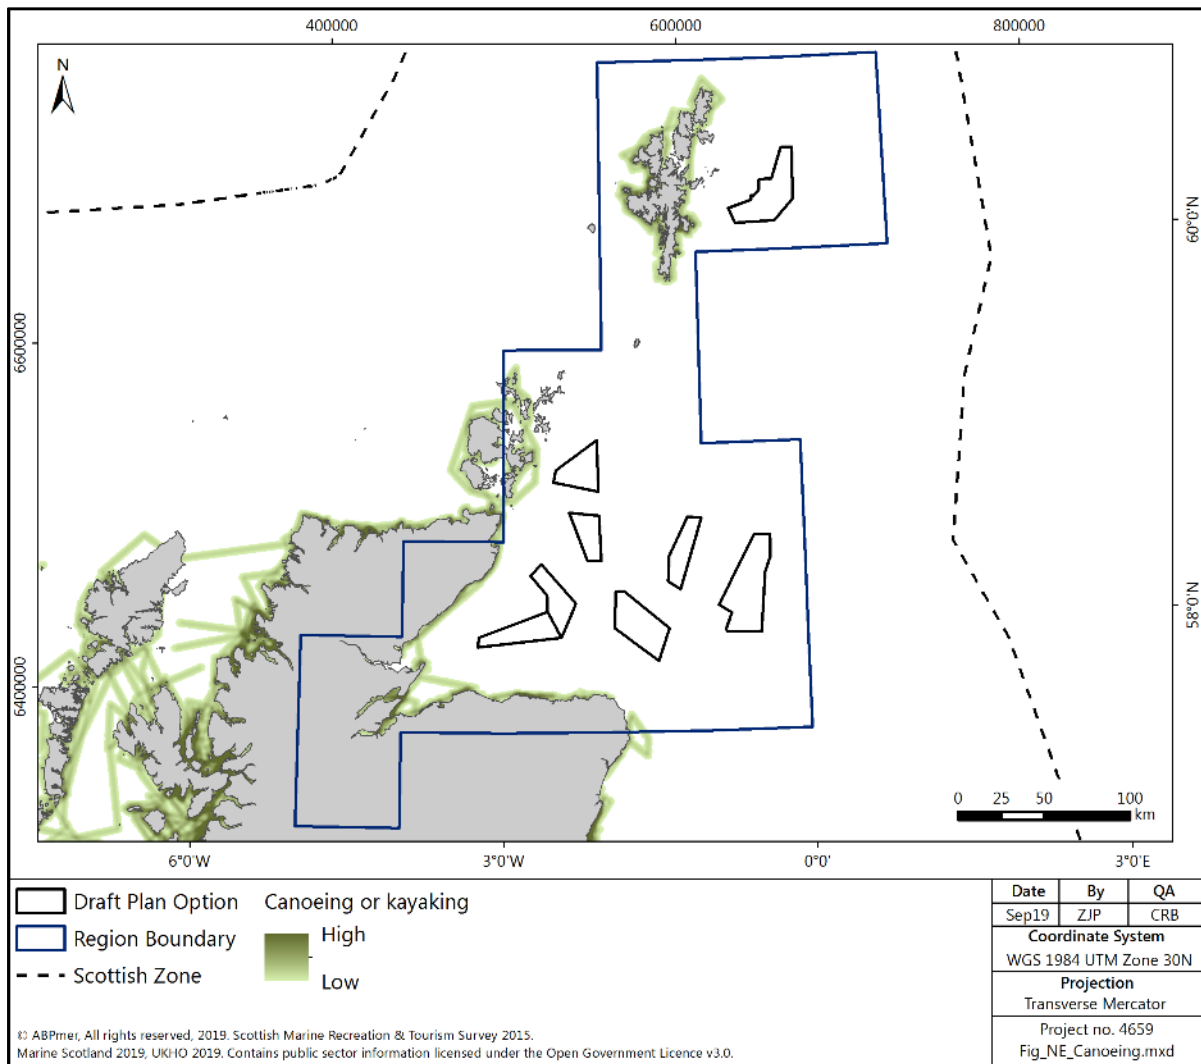 400000 600000 800000
N
60°0'N
6600000
58°0'N
6400000
0 25 50 100
km
6°0'W 3°0'W 0°0' 3°0'E
Draft Plan Option
Region Boundary
Scottish Zone
Canoeing or kayaking
High
Low
Date By QA
Sep19 ZJP CRB
Coordinate System
WGS 1984 UTM Zone 30N
Projection
Transverse Mercator
Project no. 4659
Fig_NE_Canoeing.mxd
© ABPmer, All rights reserved, 2019. Scottish Marine Recreation & Tourism Survey 2015.
Marine Scotland 2019, UKHO 2019. Contains public sector information licensed under the Open Government Licence v3.0.